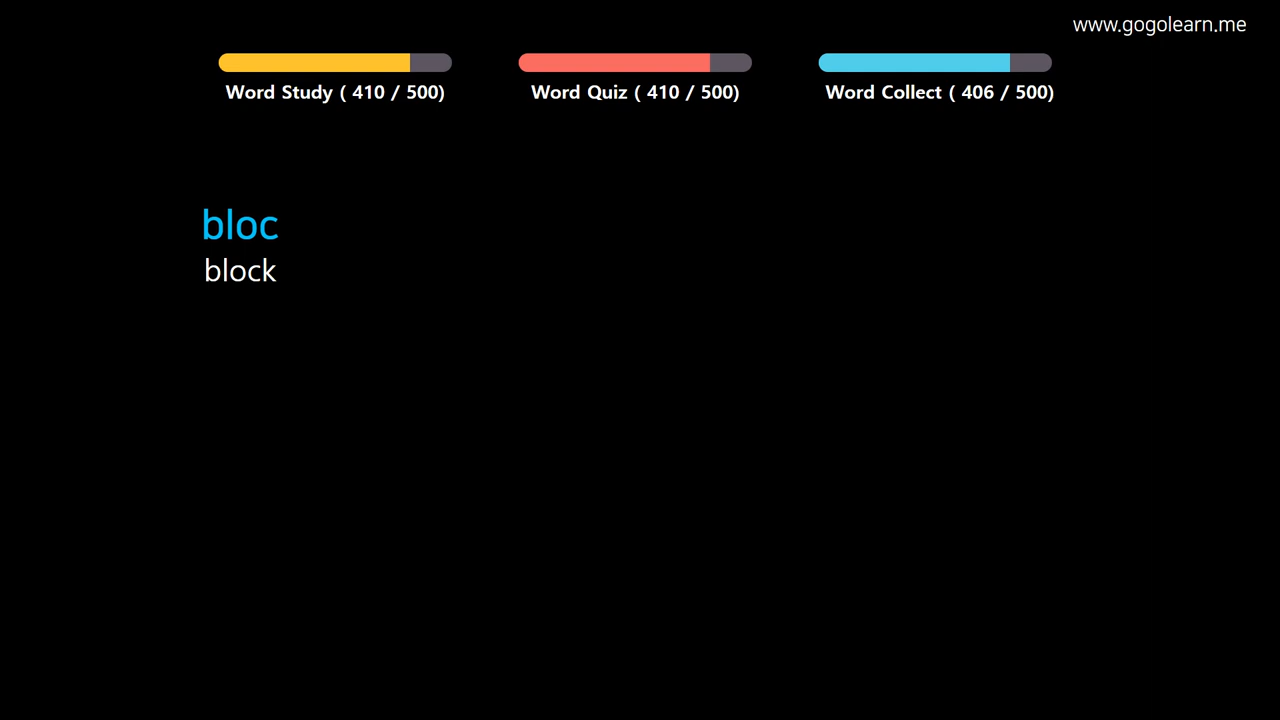 www.gogolearn.me
Word Study ( 410 / 500)
Word Quiz ( 410 / 500)
Word Collect ( 406 / 500)
bloc
block